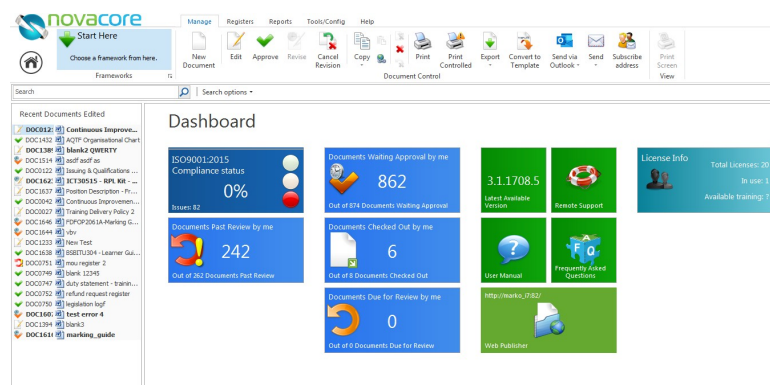 novacore
Manage Registers Reports Tools/Config Help
Start Here
Choose a framework from here.
Frameworks
New Document
Edit
Approve
Revise
Cancel Revision
Copy
Print
Print Controlled
Export
Convert to Template
Send via Outlook
Send
Subscribe address
Print Screen
Document Control
View
Search
Search options
Recent Documents Edited
Continuous Improve...
DOC1432 AQTF Organisational Chart
blank2 QWERTY
DOC1514 asdf asdf as
DOC0122 Issuing & Qualifications ...
ICT30515 - RPL Kit - ...
DOC1637 Position Description - Fr...
DOC0042 Continuous Improvemen...
DOC0027 Training Delivery Policy 2
DOC1646 FDFOP2061A-Marking G...
DOC1644 vbv
DOC1233 New Test
DOC1638 BSBITU304 - Learner Gui...
DOC0751 mou register 2
DOC0749 blank 12345
DOC0747 duty statement - trainin...
DOC0752 refund request register
DOC0750 legislation logf
test error 4
DOC1394 blank3
marking_guide
Dashboard
ISO9001:2015
Compliance status
0%
Issues: 82
Documents Waiting Approval by me
862
Out of 874 Documents Waiting Approval
3.1.1708.5
Latest Available
Version
Remote Support
License Info
Total Licenses: 20
In use: 1
Available training: ?
Documents Past Review by me
242
Out of 262 Documents Past Review
Documents Checked Out by me
6
Out of 8 Documents Checked Out
User Manual
F A Q
Frequently Asked
Questions
Documents Due for Review by me
0
Out of 0 Documents Due for Review
http://marko_i7:82/
Web Publisher